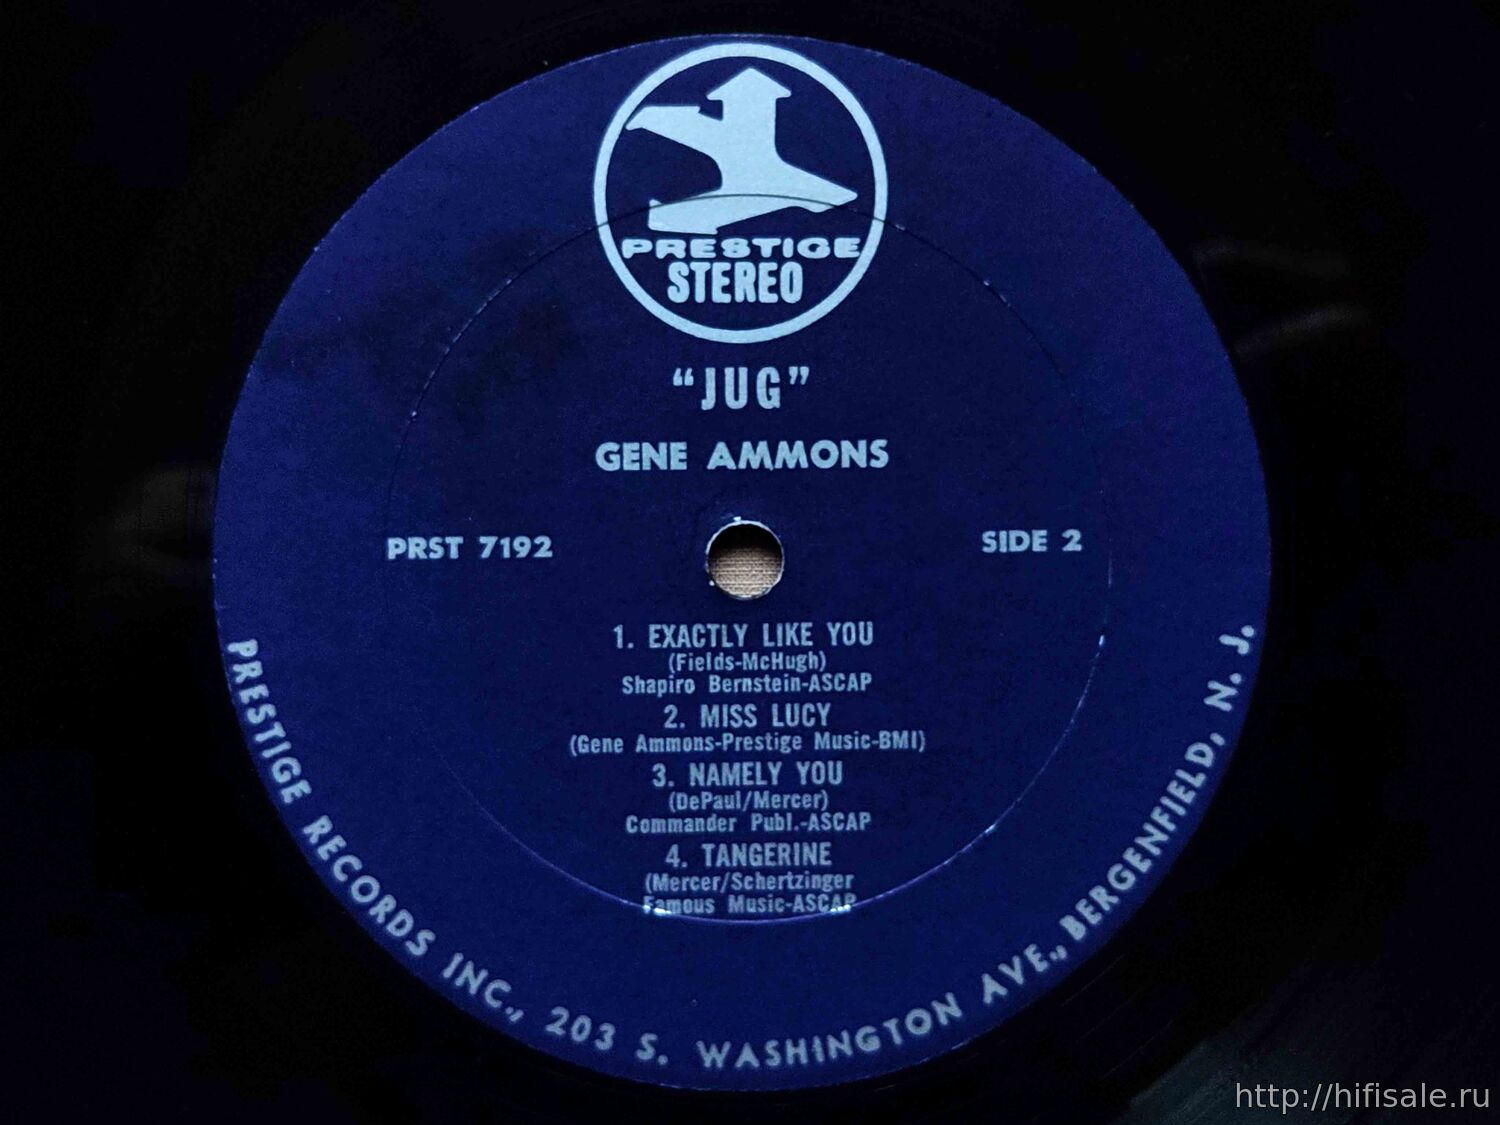 PRESTIGE
STEREO
“JUG”
GENE AMMONS
PRST 7192
SIDE 2
1. EXACTLY LIKE YOU
(Fields-McHugh)
Shapiro Bernstein-ASCAP
2. MISS LUCY
(Gene Ammons-Prestige Music-BMI)
3. NAMELY YOU
(DePaul/Mercer)
Commander Publ.-ASCAP
4. TANGERINE
(Mercer/Schertzinger
Famous Music-ASCAP
PRESTIGE RECORDS INC., 203 S. WASHINGTON AVE., BERGENFIELD, N. J.
http://hifisale.ru